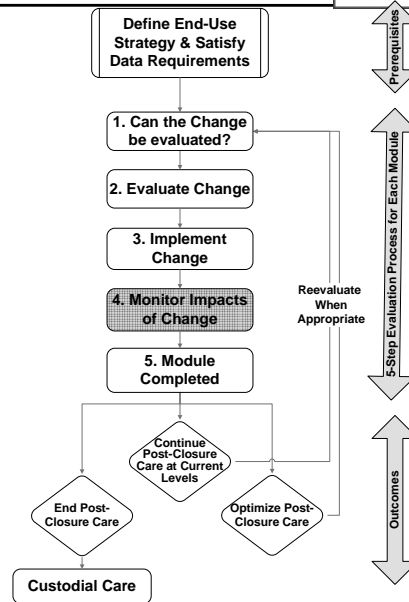 Define End-Use
Strategy & Satisfy
Data Requirements
Prerequisites
1. Can the Change
be evaluated?
2. Evaluate Change
3. Implement
Change
4. Monitor Impacts
of Change
5. Module
Completed
Reevaluate
When
Appropriate
5-Step Evaluation Process for Each Module
Continue
Post-Closure
Care at Current
Levels
End Post-
Closure Care
Optimize Post-
Closure Care
Outcomes
Custodial Care